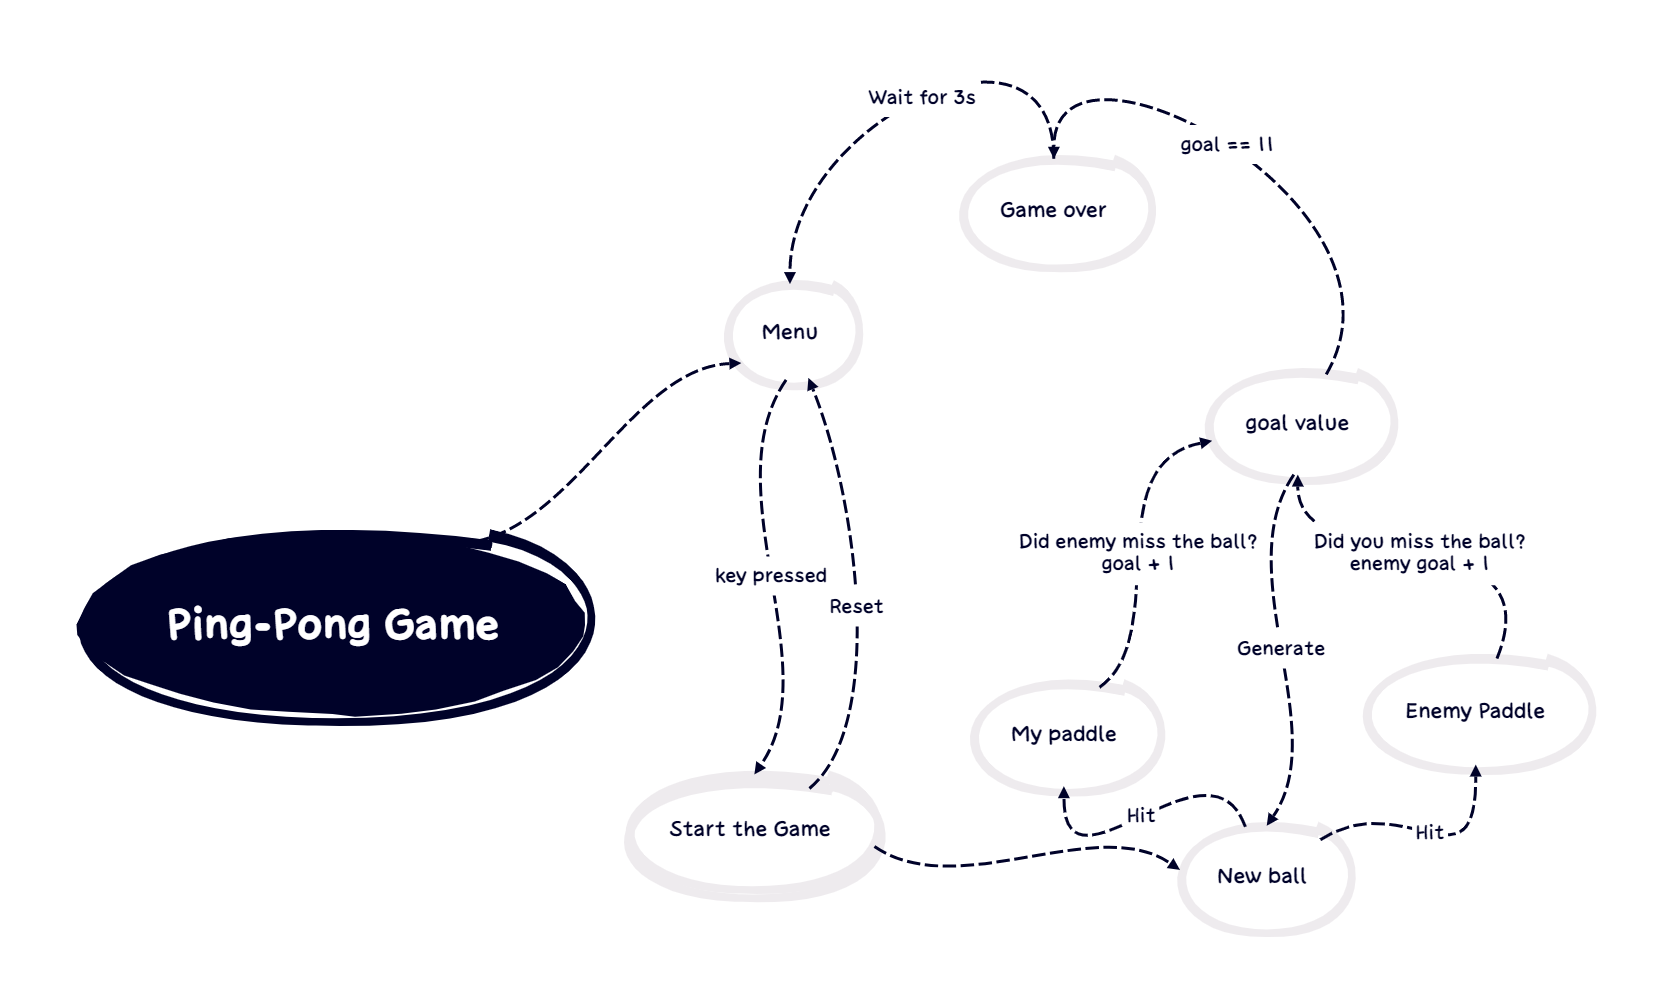 Wait for 3s
goal == 11
Game over
Menu
goal value
Did enemy miss the ball?
goal + 1
Did you miss the ball?
enemy goal + 1
key pressed
Reset
Ping-Pong Game
Generate
My paddle
Enemy Paddle
Hit
Hit
Start the Game
New ball